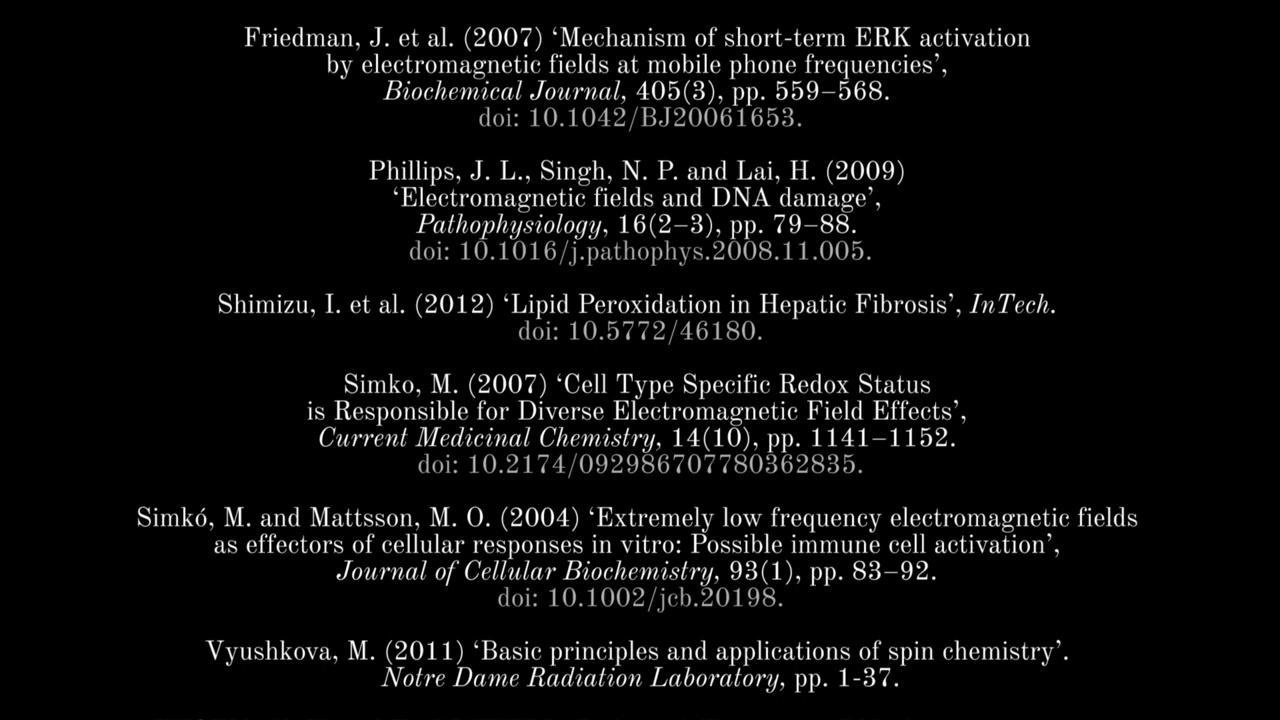 Friedman, J. et al. (2007) ‘Mechanism of short-term ERK activation
by electromagnetic fields at mobile phone frequencies’,
Biochemical Journal, 405(3), pp. 559–568.
doi: 10.1042/BJ20061653.
Phillips, J. L., Singh, N. P. and Lai, H. (2009)
‘Electromagnetic fields and DNA damage’,
Pathophysiology, 16(2–3), pp. 79–88.
doi: 10.1016/j.pathophys.2008.11.005.
Shimizu, I. et al. (2012) ‘Lipid Peroxidation in Hepatic Fibrosis’, InTech.
doi: 10.5772/46180.
Simko, M. (2007) ‘Cell Type Specific Redox Status
is Responsible for Diverse Electromagnetic Field Effects’,
Current Medicinal Chemistry, 14(10), pp. 1141–1152.
doi: 10.2174/092986707780362835.
Simkó, M. and Mattsson, M. O. (2004) ‘Extremely low frequency electromagnetic fields
as effectors of cellular responses in vitro: Possible immune cell activation’,
Journal of Cellular Biochemistry, 93(1), pp. 83–92.
doi: 10.1002/jcb.20198.
Vyushkova, M. (2011) ‘Basic principles and applications of spin chemistry’.
Notre Dame Radiation Laboratory, pp. 1-37.